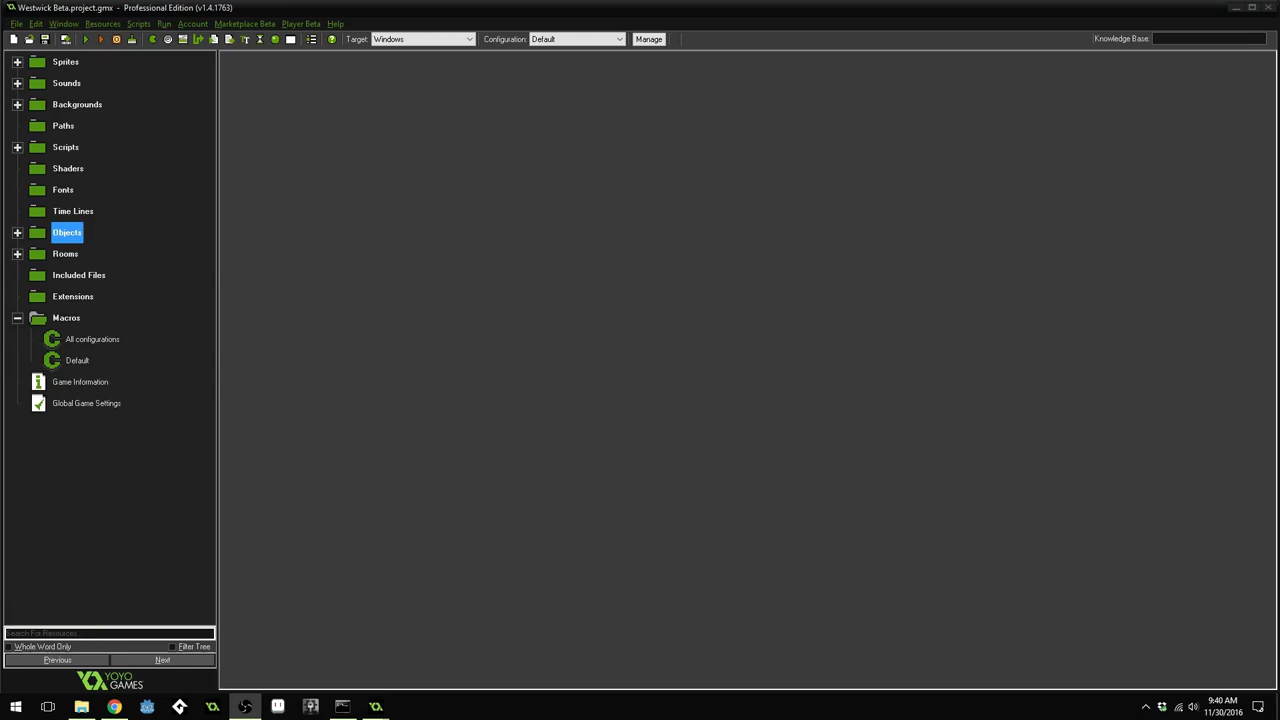 Westwick Beta.project.gmx - Professional Edition (v1.4.1763)
File Edit Window Resources Scripts Run Account Marketplace Beta Player Beta Help
Target: Windows Configuration: Default Manage Knowledge Base:
Sprites
Sounds
Backgrounds
Paths
Scripts
Shaders
Fonts
Time Lines
Objects
Rooms
Included Files
Extensions
Macros
All configurations
Default
Game Information
Global Game Settings
Search For Resources
Whole Word Only Filter Tree
Previous Next
YOYO
GAMES
9:40 AM
11/30/2016